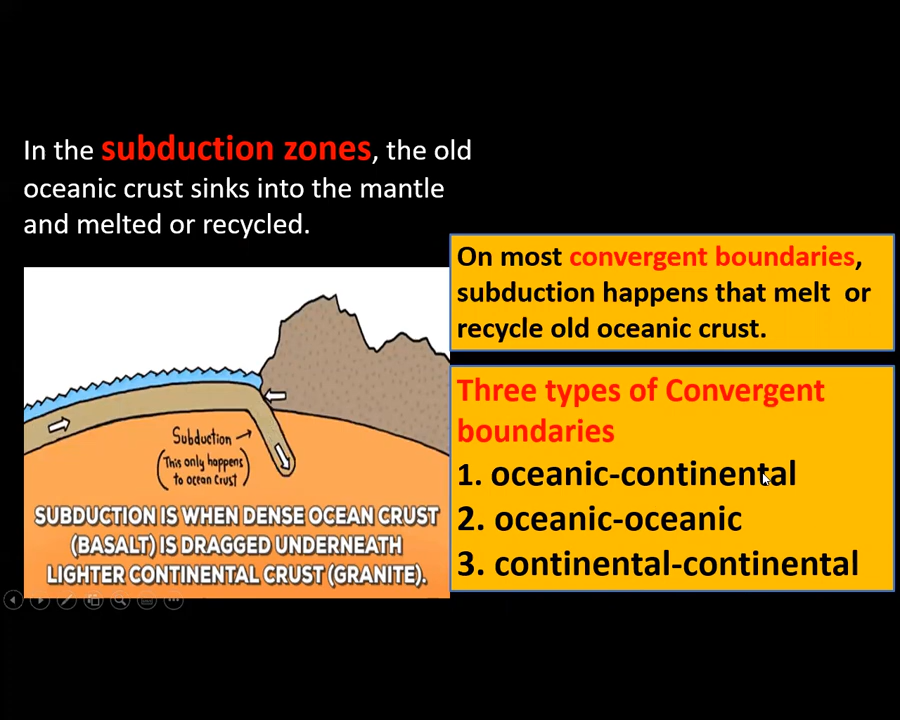 In the subduction zones, the old
oceanic crust sinks into the mantle
and melted or recycled.
On most convergent boundaries,
subduction happens that melt or
recycle old oceanic crust.
Three types of Convergent
boundaries
1. oceanic-continental
2. oceanic-oceanic
3. continental-continental
Subduction
(This only happens
to ocean Crust)
SUBDUCTION IS WHEN DENSE OCEAN CRUST
(BASALT) IS DRAGGED UNDERNEATH
LIGHTER CONTINENTAL CRUST (GRANITE).